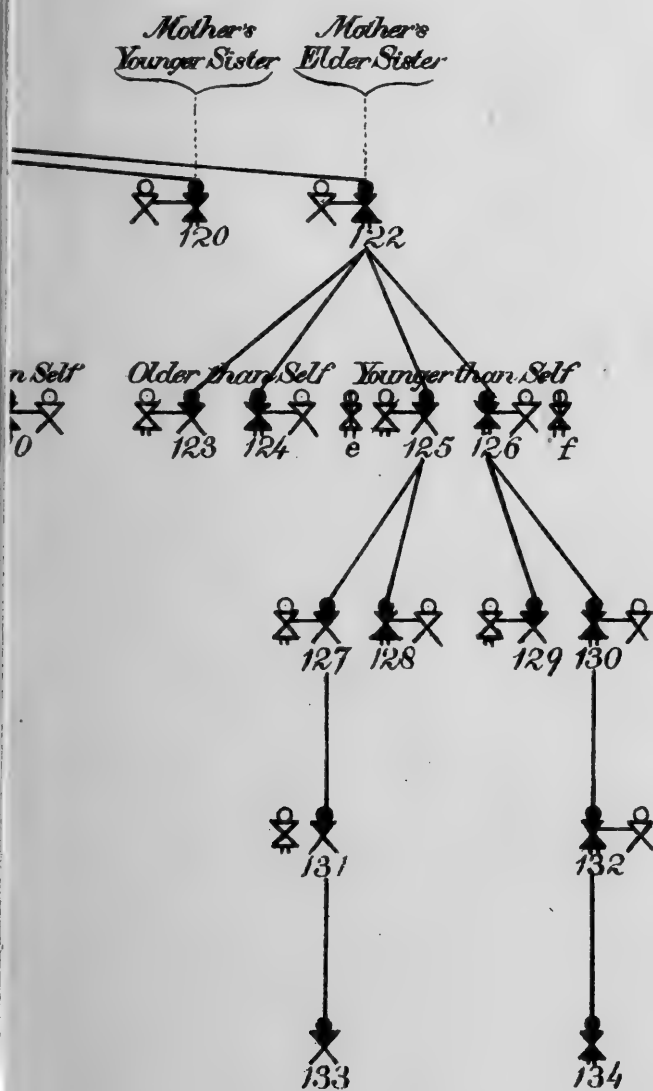 Mother's Mother's
Younger Sister Elder Sister
120 122
n Self Older than Self Younger than Self
0 123 124 e 125 126 f
127 128 129 130
131 132
133 134